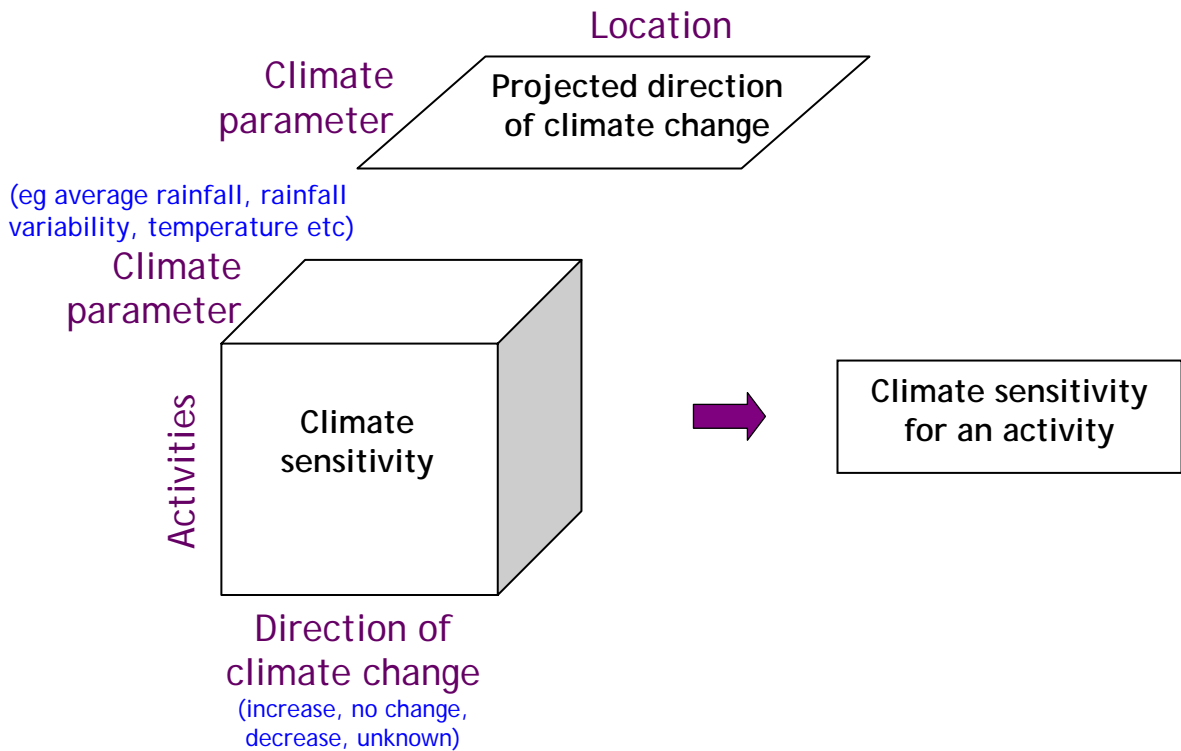 Location
Climate
parameter
Projected direction
of climate change
(eg average rainfall, rainfall
variability, temperature etc)
Climate
parameter
Activities
Climate
sensitivity
Climate sensitivity
for an activity
Direction of
climate change
(increase, no change,
decrease, unknown)